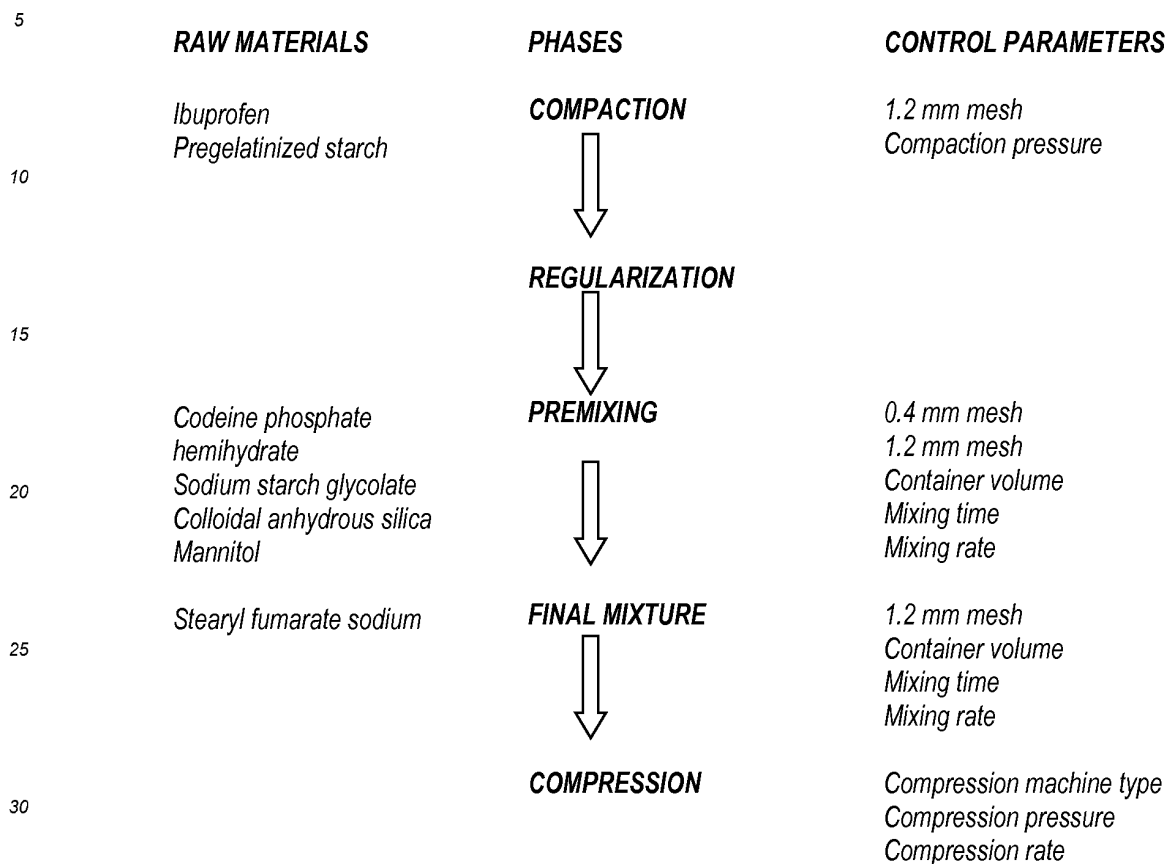 5
RAW MATERIALS PHASES CONTROL PARAMETERS
Ibuprofen COMPACTION 1.2 mm mesh
Pregelatinized starch Compaction pressure
10
REGULARIZATION
15
Codeine phosphate PREMIXING 0.4 mm mesh
hemihydrate 1.2 mm mesh
20 Sodium starch glycolate Container volume
Colloidal anhydrous silica Mixing time
Mannitol Mixing rate
Stearyl fumarate sodium FINAL MIXTURE 1.2 mm mesh
25 Container volume
Mixing time
Mixing rate
COMPRESSION Compression machine type
30 Compression pressure
Compression rate